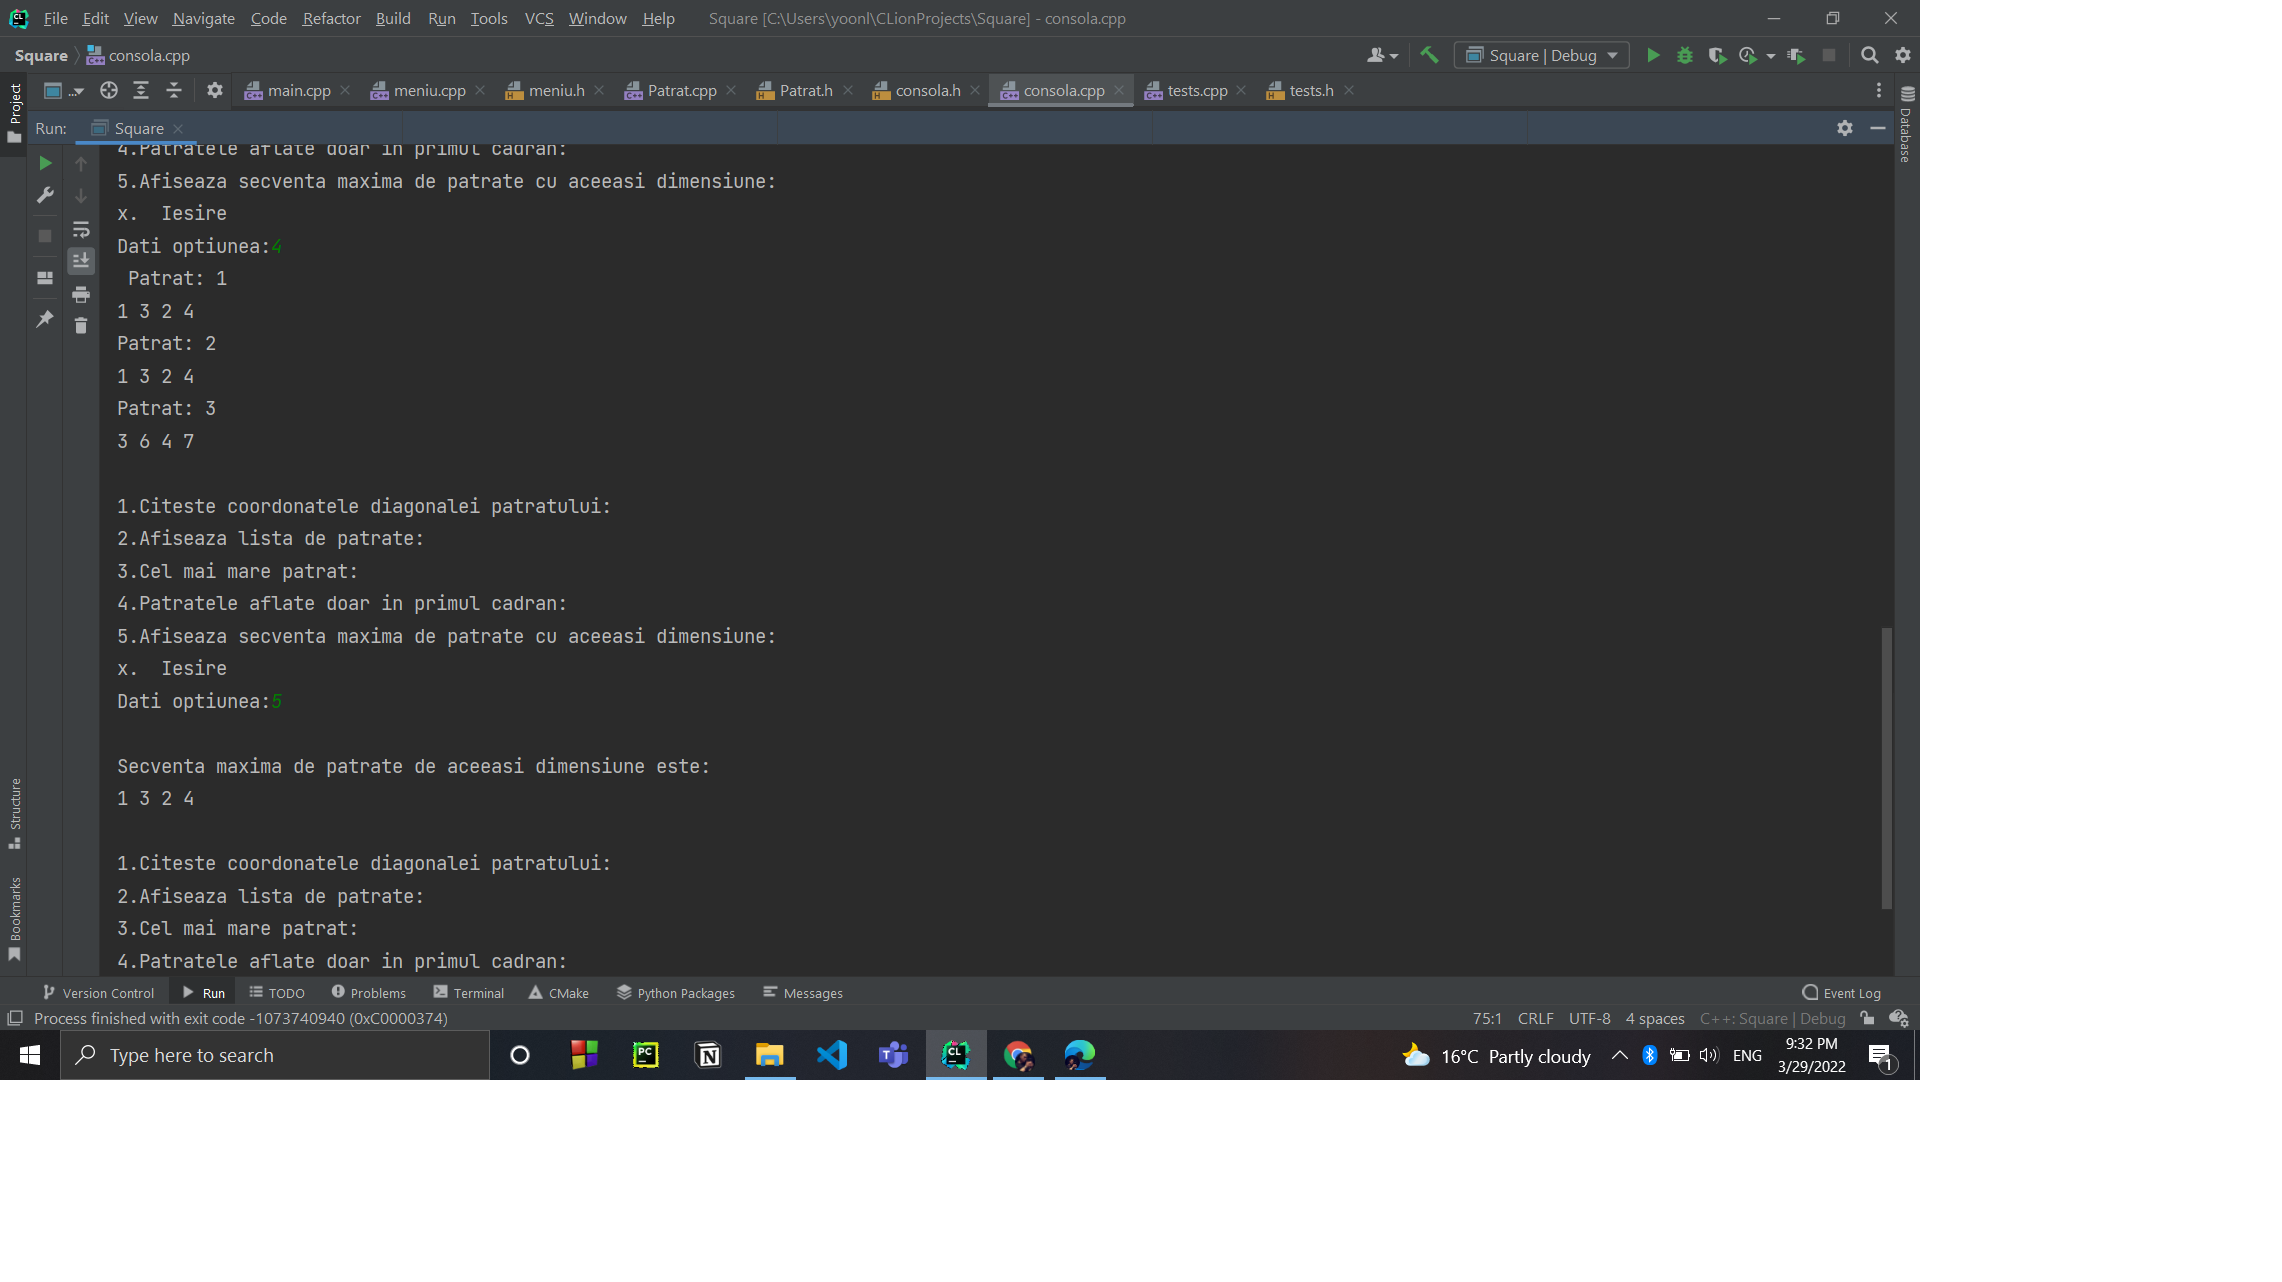 File Edit View Navigate Code Refactor Build Run Tools VCS Window Help Square [C:\Users\yoonl\CLionProjects\Square] - consola.cpp
Square consola.cpp Square | Debug
Project ... main.cpp meniu.cpp meniu.h Patrat.cpp Patrat.h consola.h consola.cpp tests.cpp tests.h Database
Run: Square
4.Patratele aflate doar in primul cadran:
5.Afiseaza secventa maxima de patrate cu aceeasi dimensiune:
x.  Iesire
Dati optiunea:4
 Patrat: 1
1 3 2 4
Patrat: 2
1 3 2 4
Patrat: 3
3 6 4 7
1.Citeste coordonatele diagonalei patratului:
2.Afiseaza lista de patrate:
3.Cel mai mare patrat:
4.Patratele aflate doar in primul cadran:
5.Afiseaza secventa maxima de patrate cu aceeasi dimensiune:
x.  Iesire
Dati optiunea:5
Secventa maxima de patrate de aceeasi dimensiune este:
1 3 2 4
1.Citeste coordonatele diagonalei patratului:
2.Afiseaza lista de patrate:
3.Cel mai mare patrat:
4.Patratele aflate doar in primul cadran:
Structure
Bookmarks
Version Control Run TODO Problems Terminal CMake Python Packages Messages Event Log
Process finished with exit code -1073740940 (0xC0000374) 75:1 CRLF UTF-8 4 spaces C++: Square | Debug
Type here to search 16°C Partly cloudy ENG 9:32 PM
3/29/2022 1